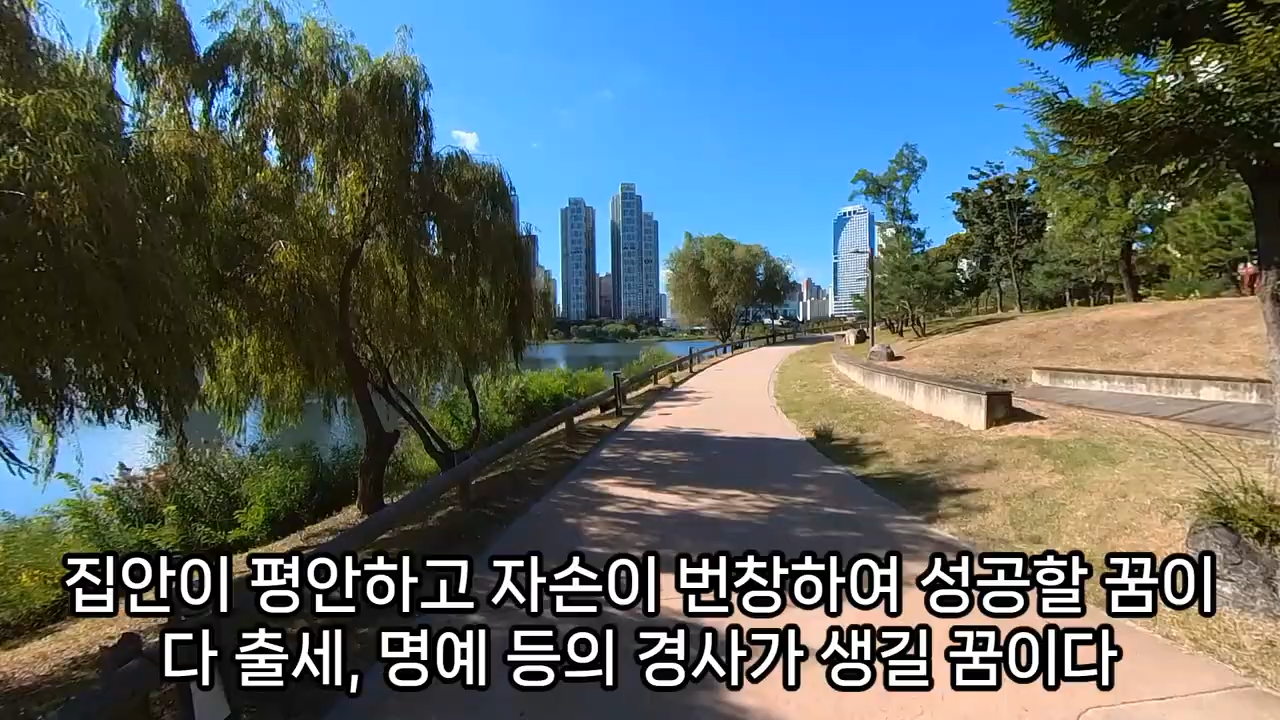 집안이 평안하고 자손이 번창하여 성공할 꿈이
다 출세, 명예 등의 경사가 생길 꿈이다